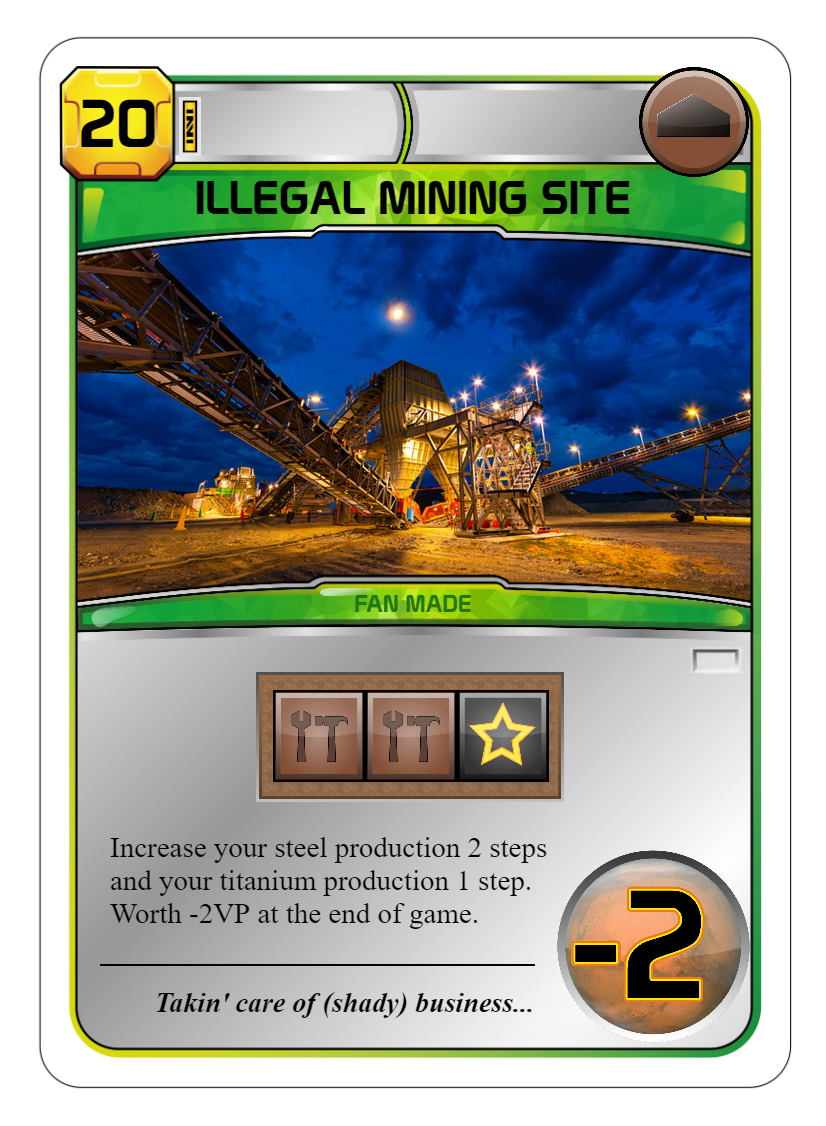 20
ILLEGAL MINING SITE
FAN MADE
Increase your steel production 2 steps
and your titanium production 1 step.
Worth -2VP at the end of game.
-2
Takin' care of (shady) business...